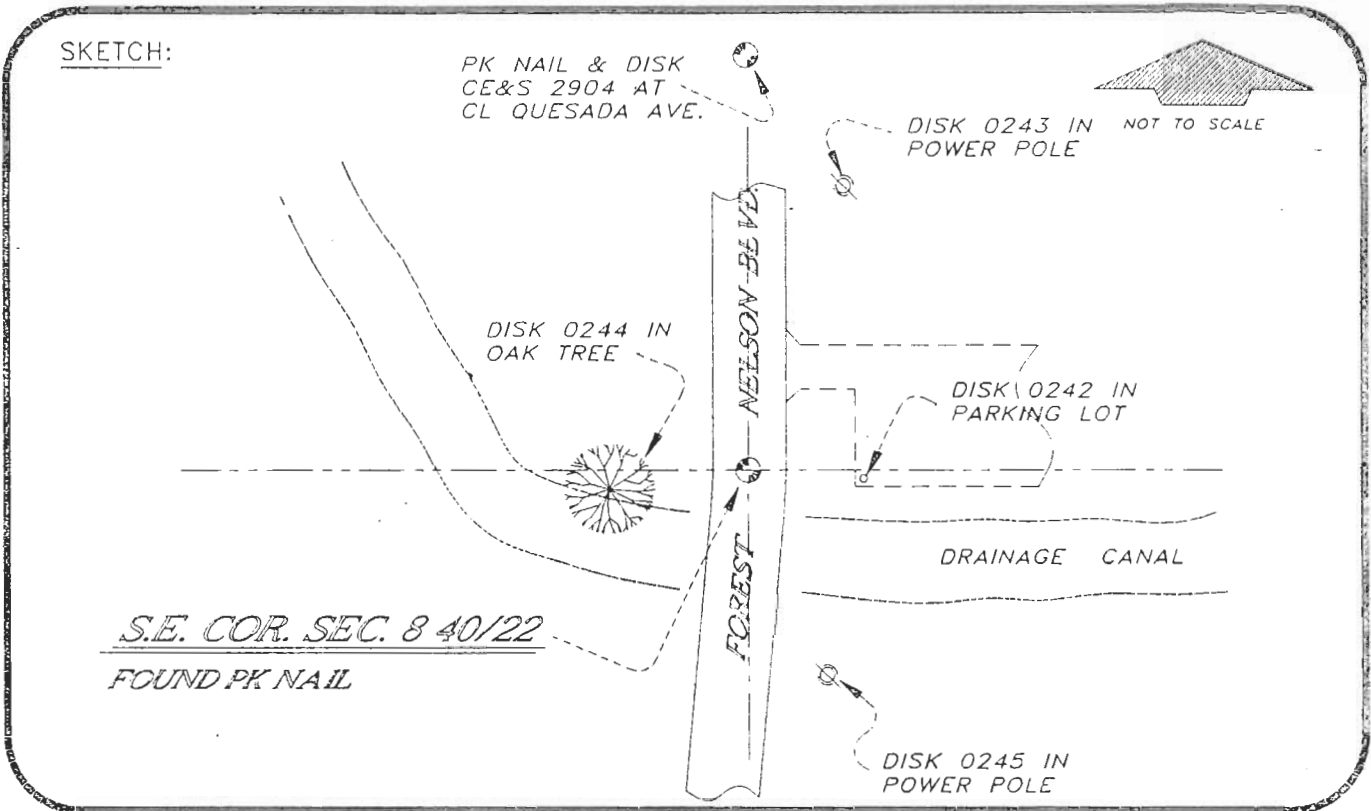 SKETCH:
PK NAIL & DISK
CE&S 2904 AT
CL QUESADA AVE.
DISK 0243 IN
POWER POLE
NOT TO SCALE
DISK 0244 IN
OAK TREE
FOREST NELSON BLVD.
DISK 0242 IN
PARKING LOT
DRAINAGE CANAL
S.E. COR. SEC. 8 40/22
FOUND PK NAIL
DISK 0245 IN
POWER POLE